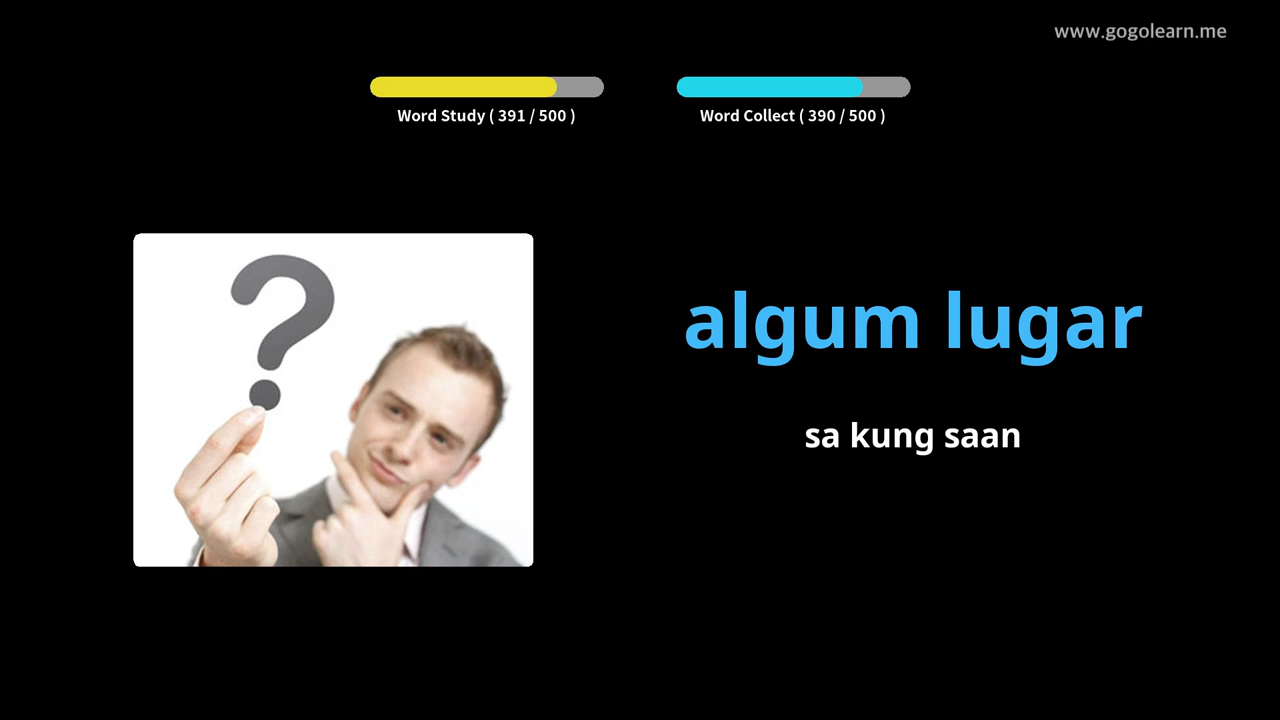 www.gogolearn.me
Word Study ( 391 / 500 )
Word Collect ( 390 / 500 )
?
algum lugar
sa kung saan